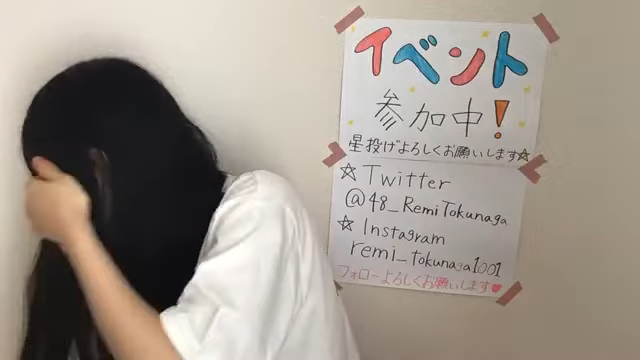 イベント
参加中!
星投げよろしくお願いします☆
☆Twitter
@48_RemiTokunaga
☆Instagram
remi_tokunaga1001
フォローよろしくお願いします♥